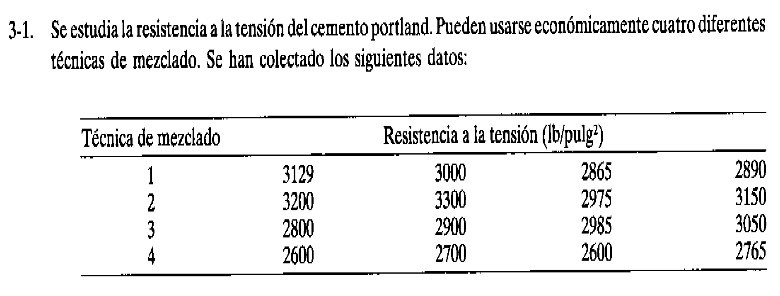 3-1. Se estudia la resistencia a la tensión del cemento portland. Pueden usarse económicamente cuatro diferentes
técnicas de mezclado. Se han colectado los siguientes datos:
Técnica de mezclado Resistencia a la tensión (lb/pulg²)
1 3129 3000 2865 2890
2 3200 3300 2975 3150
3 2800 2900 2985 3050
4 2600 2700 2600 2765